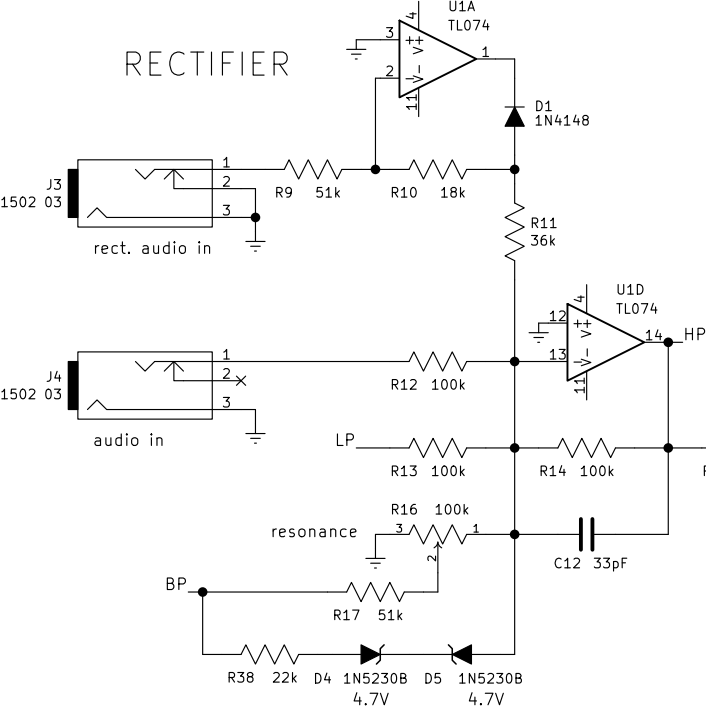 U1A
TL074
4
3
++
V+
1
2
V-
11
RECTIFIER
D1
1N4148
J3
1502 03
1
2
3
R9 51k
R10 18k
R11
36k
rect. audio in
U1D
TL074
4
12
++
V+
14
HP
13
V-
11
J4
1502 03
1
2
3
R12 100k
audio in
LP
R13 100k
R14 100k
R16 100k
resonance
3
1
2
C12 33pF
BP
R17 51k
R38 22k
D4 1N5230B
D5 1N5230B
4.7V
4.7V